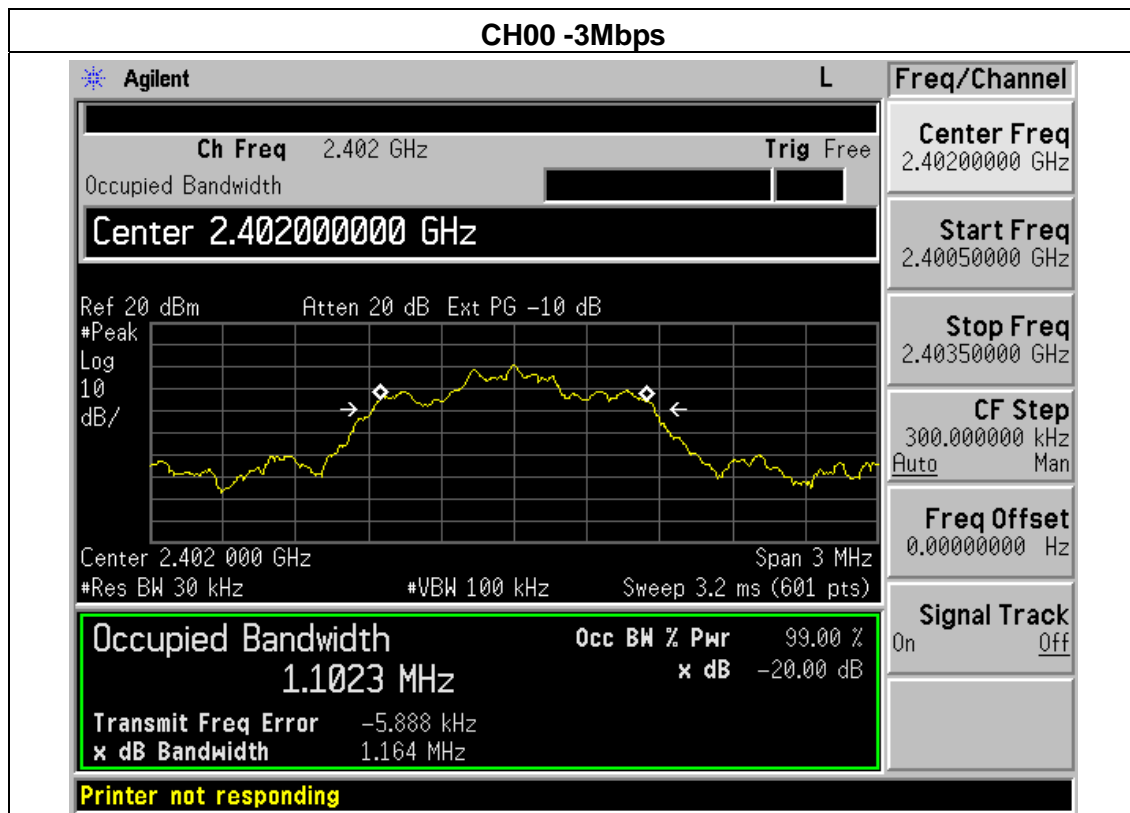 CH00 -3Mbps
Agilent L Freq/Channel
Ch Freq 2.402 GHz Trig Free
Occupied Bandwidth
Center 2.402000000 GHz
Ref 20 dBm Atten 20 dB Ext PG -10 dB
#Peak
Log
10
dB/
Center 2.402 000 GHz Span 3 MHz
#Res BW 30 kHz #VBW 100 kHz Sweep 3.2 ms (601 pts)
Occupied Bandwidth Occ BW % Pwr 99.00 %
1.1023 MHz x dB -20.00 dB
Transmit Freq Error -5.888 kHz
x dB Bandwidth 1.164 MHz
Printer not responding
Center Freq
2.40200000 GHz
Start Freq
2.40050000 GHz
Stop Freq
2.40350000 GHz
CF Step
300.000000 kHz
Auto Man
Freq Offset
0.00000000 Hz
Signal Track
On Off